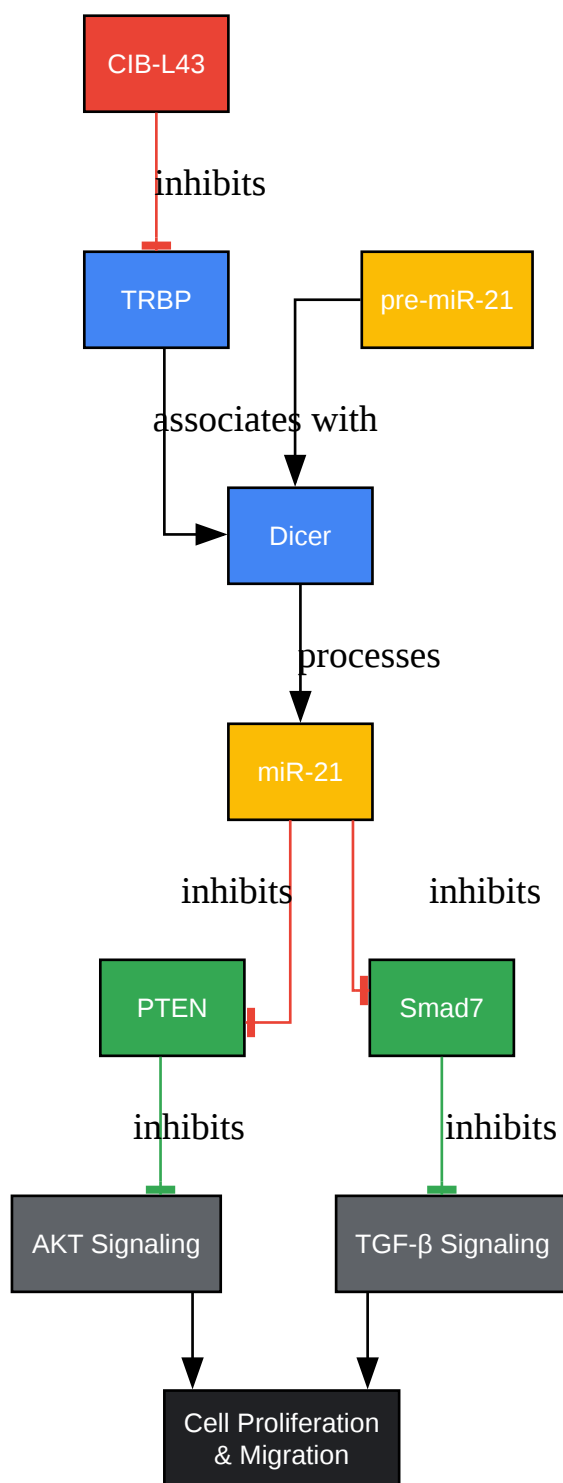 CIB-L43
inhibits
TRBP
pre-miR-21
associates with
Dicer
processes
miR-21
inhibits
inhibits
PTEN
Smad7
inhibits
inhibits
AKT Signaling
TGF-β Signaling
Cell Proliferation
& Migration